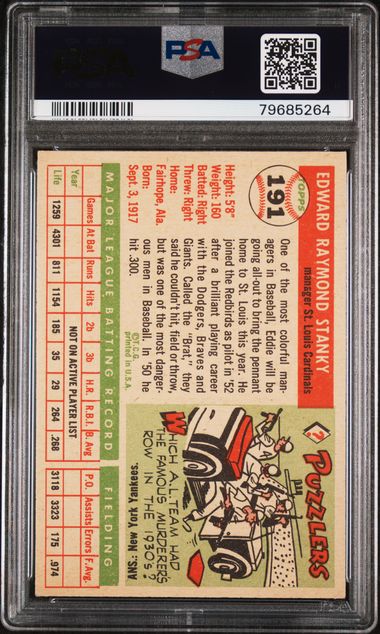 PSA
PSA
79685264
TOPPS
191
EDWARD RAYMOND STANKY
manager St. Louis Cardinals
Height: 5'8"
Weight: 160
Batted: Right
Threw: Right
Home:
Fairhope, Ala.
Born:
Sept. 3, 1917
One of the most colorful man-
agers in Baseball, Eddie will be
going all-out to bring the pennant
home to St. Louis this year. He
joined the Redbirds as pilot in '52
after a brilliant playing career
with the Dodgers, Braves and
Giants. Called the "Brat," they
said he couldn't hit, field or throw,
but was one of the most danger-
ous men in Baseball. In '50 he
hit .300.
©T.C.G.
printed in U.S.A.
?
PUZZLERS
WHICH A.L. TEAM HAD
THE FAMOUS MURDERERS
ROW IN THE 1930's?
ANS.: New York Yankees.
MAJOR LEAGUE BATTING RECORD FIELDING
Games At Bat Runs Hits 2b 3b H.R. R.B.I. B. Avg P.O. Assists Errors F. Avg.
Year NOT ON ACTIVE PLAYER LIST
Life 1259 4301 811 1154 185 35 29 264 .268 3118 3323 175 .974